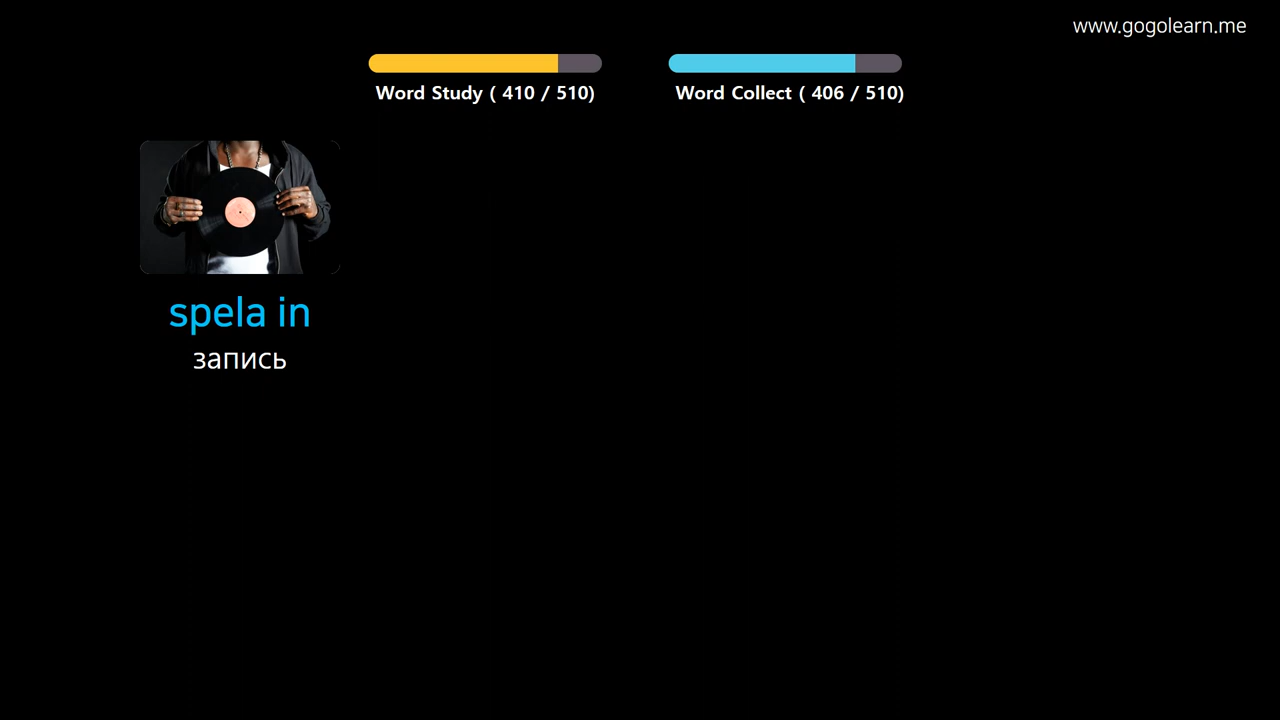 www.gogolearn.me
Word Study ( 410 / 510)
Word Collect ( 406 / 510)
spela in
запись